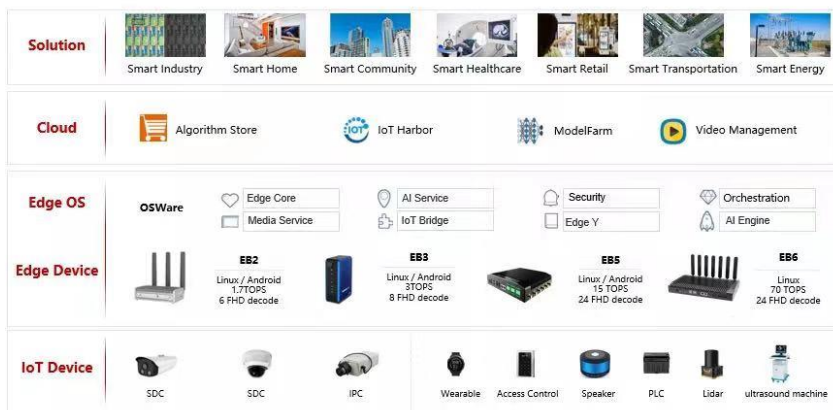 Solution
Smart Industry
Smart Home
Smart Community
Smart Healthcare
Smart Retail
Smart Transportation
Smart Energy
Cloud
Algorithm Store
IOT
IoT Harbor
ModelFarm
Video Management
Edge OS
OSWare
Edge Core
AI Service
Security
Orchestration
Media Service
IoT Bridge
Edge Y
AI Engine
Edge Device
EB2
Linux / Android
1.7TOPS
6 FHD decode
EB3
Linux / Android
3TOPS
8 FHD decode
EB5
Linux / Android
15 TOPS
24 FHD decode
EB6
Linux
70 TOPS
24 FHD decode
IoT Device
SDC
SDC
IPC
Wearable
Access Control
Speaker
PLC
Lidar
ultrasound machine